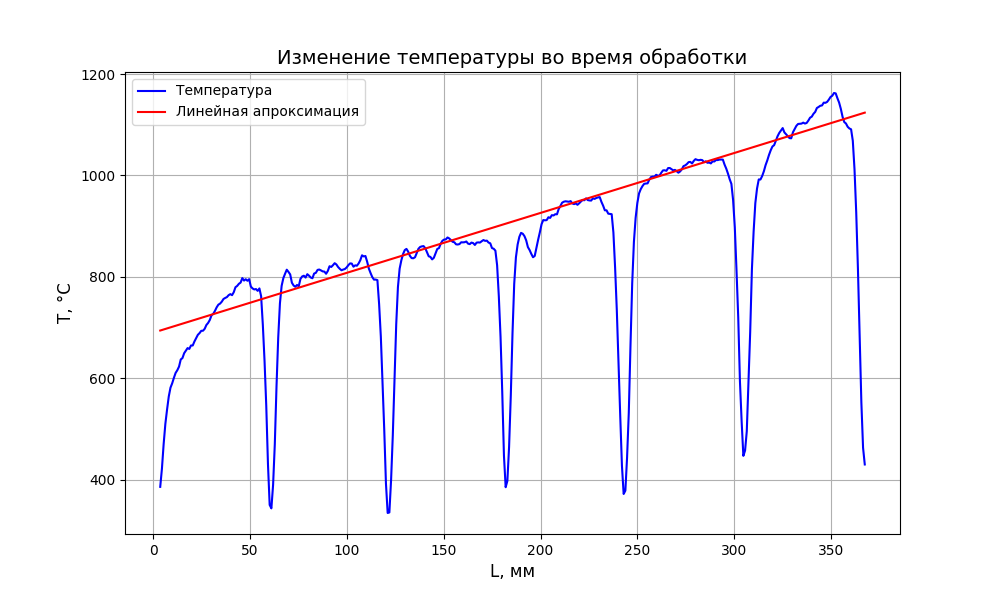 Изменение температуры во время обработки
Температура
Линейная апроксимация
1200
1000
800
600
400
T, °C
0 50 100 150 200 250 300 350
L, мм